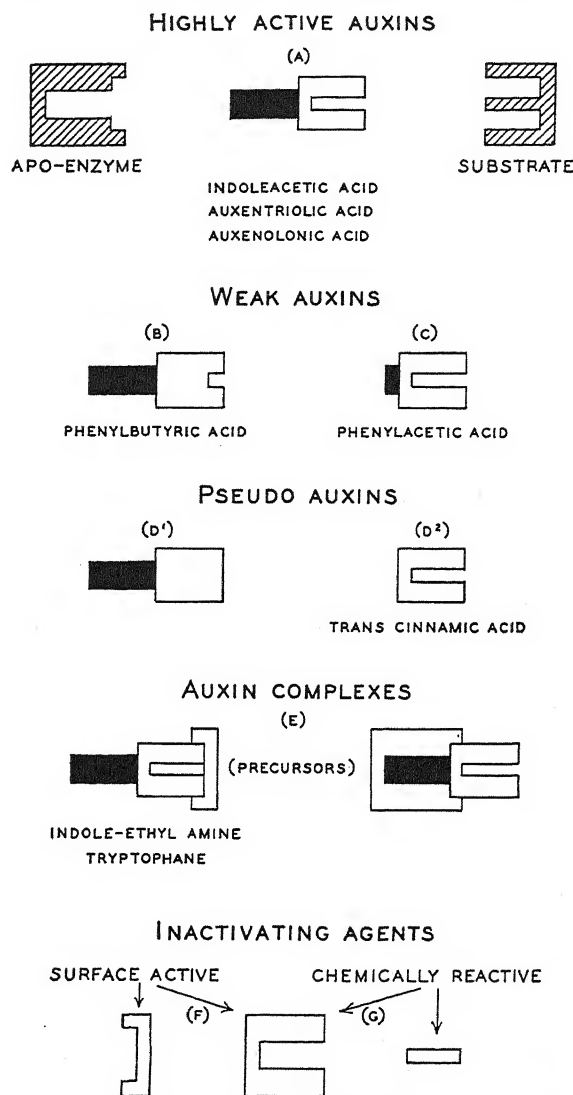 HIGHLY ACTIVE AUXINS
(A)
APO-ENZYME
SUBSTRATE
INDOLEACETIC ACID
AUXENTRIOLIC ACID
AUXENOLONIC ACID
WEAK AUXINS
(B)
(C)
PHENYLBUTYRIC ACID
PHENYLACETIC ACID
PSEUDO AUXINS
(D')
(D²)
TRANS CINNAMIC ACID
AUXIN COMPLEXES
(E)
(PRECURSORS)
INDOLE-ETHYL AMINE
TRYPTOPHANE
INACTIVATING AGENTS
SURFACE ACTIVE
CHEMICALLY REACTIVE
(F)
(G)